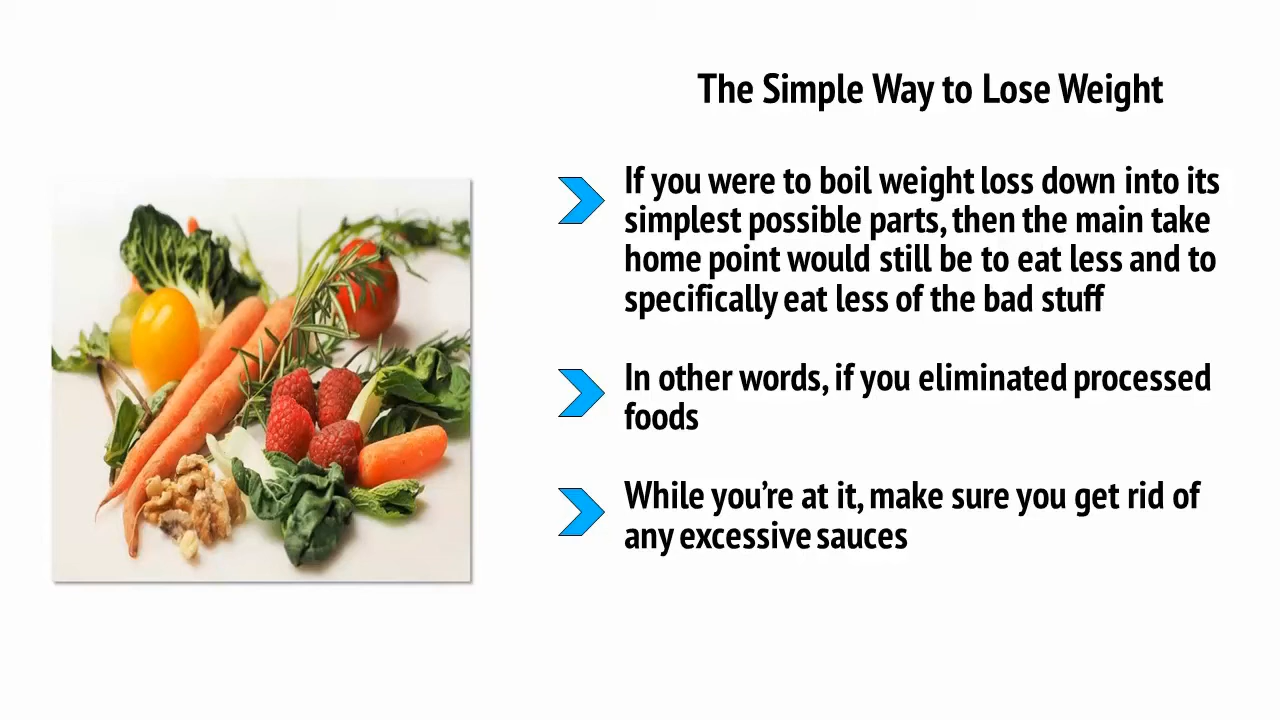 The Simple Way to Lose Weight
If you were to boil weight loss down into its
simplest possible parts, then the main take
home point would still be to eat less and to
specifically eat less of the bad stuff
In other words, if you eliminated processed
foods
While you’re at it, make sure you get rid of
any excessive sauces